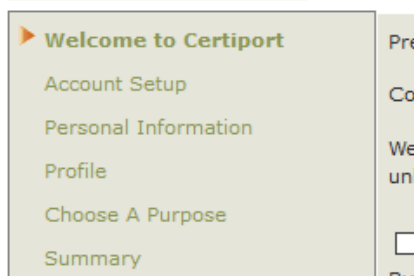 Welcome to Certiport
Account Setup
Personal Information
Profile
Choose A Purpose
Summary